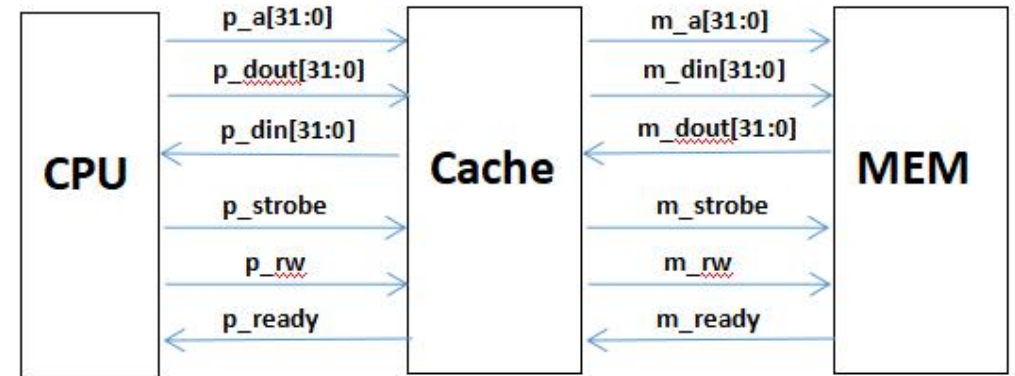 p_a[31:0]
m_a[31:0]
p_dout[31:0]
m_din[31:0]
p_din[31:0]
m_dout[31:0]
CPU
Cache
MEM
p_strobe
m_strobe
p_rw
m_rw
p_ready
m_ready